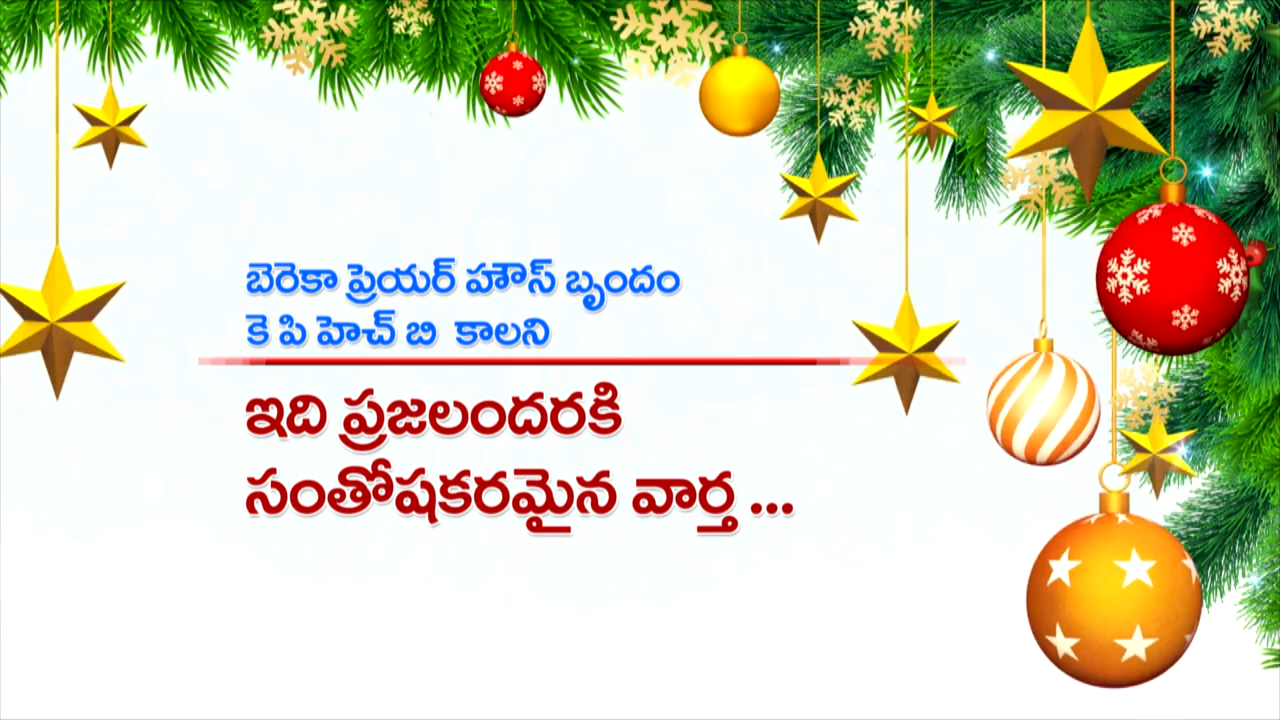 బెరెకా ప్రెయర్ హౌస్ బృందం
కె పి హెచ్ బి కాలని
ఇది ప్రజలందరకి
సంతోషకరమైన వార్త ...